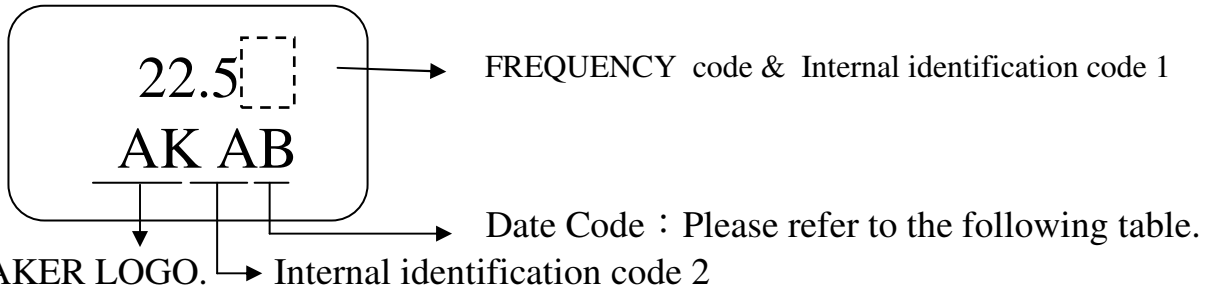 22.5
FREQUENCY code & Internal identification code 1
AK AB
Date Code：Please refer to the following table.
AKER LOGO. Internal identification code 2